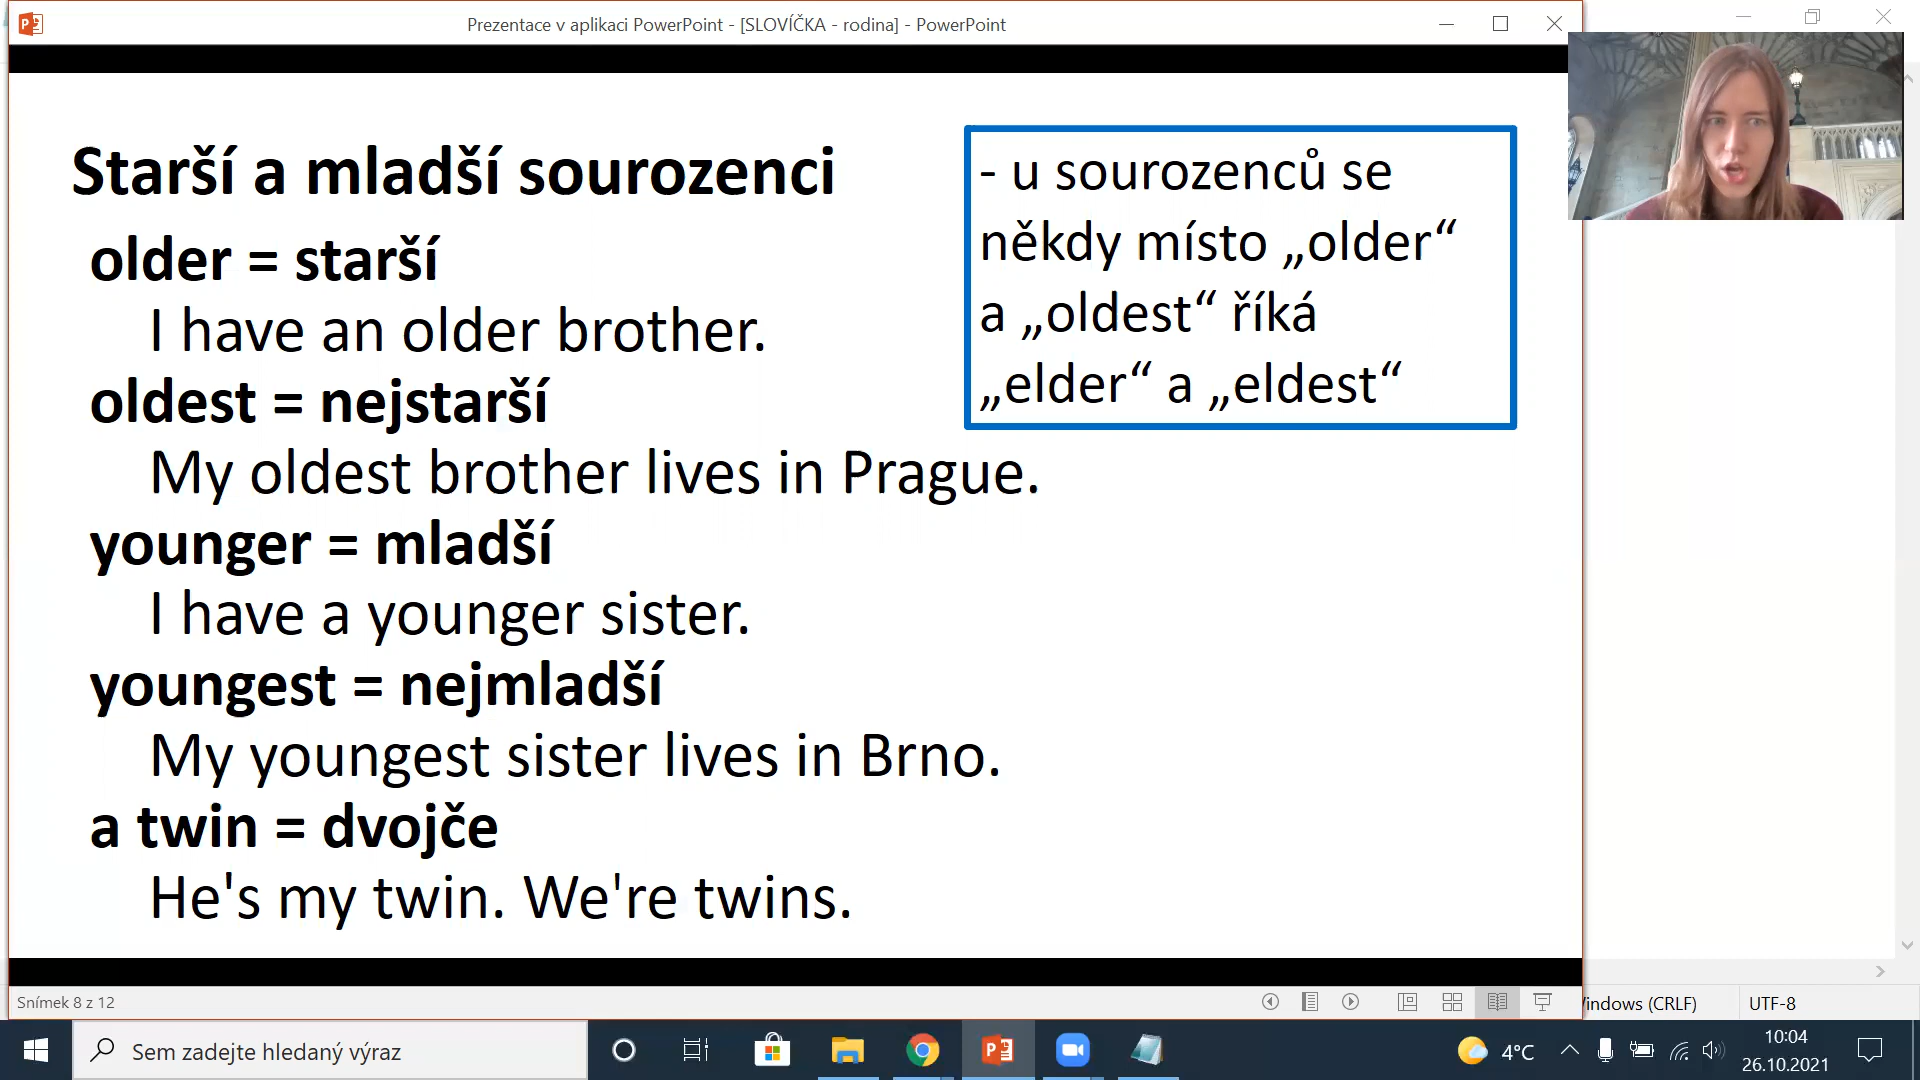 Prezentace v aplikaci PowerPoint - [SLOVÍČKA - rodina] - PowerPoint
Starší a mladší sourozenci
older = starší
I have an older brother.
oldest = nejstarší
My oldest brother lives in Prague.
younger = mladší
I have a younger sister.
youngest = nejmladší
My youngest sister lives in Brno.
a twin = dvojče
He's my twin. We're twins.
- u sourozenců se
někdy místo „older“
a „oldest“ říká
„elder“ a „eldest“
Snímek 8 z 12
indows (CRLF)
UTF-8
Sem zadejte hledaný výraz
4°C
10:04
26.10.2021